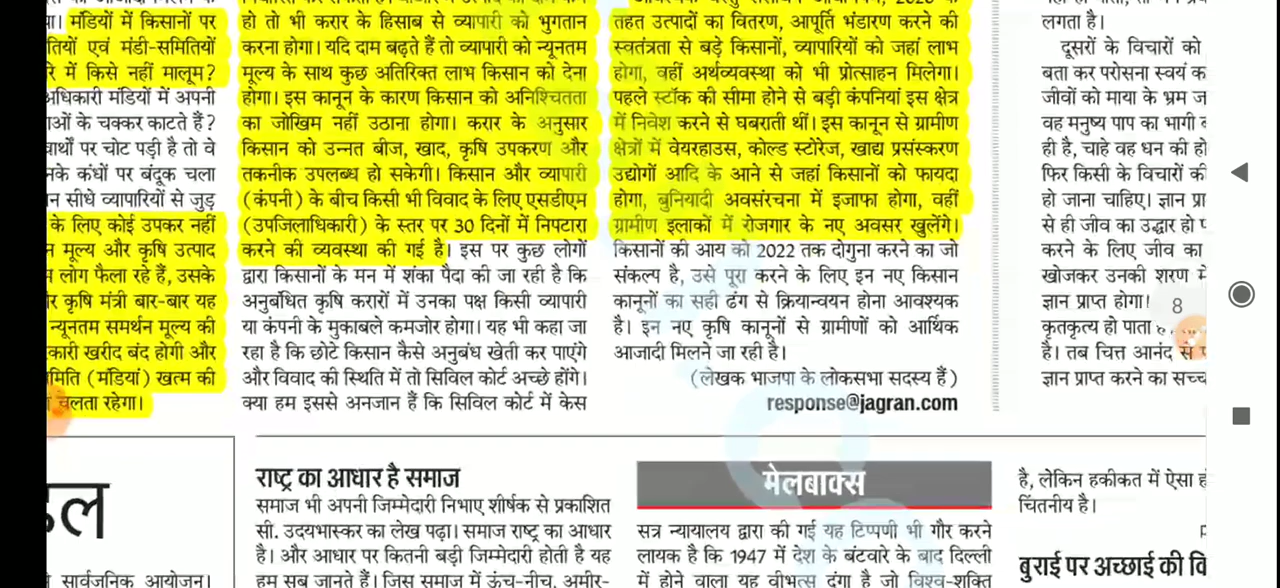 मंडियों में किसानों पर
एवं मंडी-समितियों
में किसे नहीं मालूम?
अधिकारी मंडियों में अपनी
के चक्कर काटते हैं?
पर चोट पड़ी है तो वे
कंधों पर बंदूक चला
सीधे व्यापारियों से जुड़
के लिए कोई उपकर नहीं
मूल्य और कृषि उत्पाद
लोग फैला रहे हैं, उसके
कृषि मंत्री बार-बार यह
न्यूनतम समर्थन मूल्य की
खरीद बंद होगी और
(मंडियां) खत्म की
चलता रहेगा।
हो तो भी करार के हिसाब से व्यापारी को भुगतान
करना होगा। यदि दाम बढ़ते हैं तो व्यापारी को न्यूनतम
मूल्य के साथ कुछ अतिरिक्त लाभ किसान को देना
होगा। इस कानून के कारण किसान को अनिश्चितता
का जोखिम नहीं उठाना होगा। करार के अनुसार
किसान को उन्नत बीज, खाद, कृषि उपकरण और
तकनीक उपलब्ध हो सकेगी। किसान और व्यापारी
(कंपनी) के बीच किसी भी विवाद के लिए एसडीएम
(उपजिलाधिकारी) के स्तर पर 30 दिनों में निपटारा
करने की व्यवस्था की गई है। इस पर कुछ लोगों
द्वारा किसानों के मन में शंका पैदा की जा रही है कि
अनुबंधित कृषि करारों में उनका पक्ष किसी व्यापारी
या कंपनी के मुकाबले कमजोर होगा। यह भी कहा जा
रहा है कि छोटे किसान कैसे अनुबंध खेती कर पाएंगे
और विवाद की स्थिति में तो सिविल कोर्ट अच्छे होंगे।
क्या हम इससे अनजान हैं कि सिविल कोर्ट में केस
तहत उत्पादों का वितरण, आपूर्ति भंडारण करने की
स्वतंत्रता से बड़े किसानों, व्यापारियों को जहां लाभ
होगा, वहीं अर्थव्यवस्था को भी प्रोत्साहन मिलेगा।
पहले स्टॉक की सीमा होने से बड़ी कंपनियां इस क्षेत्र
में निवेश करने से घबराती थीं। इस कानून से ग्रामीण
क्षेत्रों में वेयरहाउस, कोल्ड स्टोरेज, खाद्य प्रसंस्करण
उद्योगों आदि के आने से जहां किसानों को फायदा
होगा, बुनियादी अवसंरचना में इजाफा होगा, वहीं
ग्रामीण इलाकों में रोजगार के नए अवसर खुलेंगे।
किसानों की आय को 2022 तक दोगुना करने का जो
संकल्प है, उसे पूरा करने के लिए इन नए किसान
कानूनों का सही ढंग से क्रियान्वयन होना आवश्यक
है। इन नए कृषि कानूनों से ग्रामीणों को आर्थिक
आजादी मिलने जा रही है।
(लेखक भाजपा के लोकसभा सदस्य हैं)
response@jagran.com
लगता है।
दूसरों के विचारों को
बता कर परोसना स्वयं
जीवों को माया के भ्रम
वह मनुष्य पाप का भागी
ही है, चाहे वह धन की
फिर किसी के विचारों की
हो जाना चाहिए। ज्ञान
से ही जीव का उद्धार हो
करने के लिए जीव का
खोजकर उनकी शरण में
ज्ञान प्राप्त होगा!
कृतकृत्य हो पाता
है। तब चित्त आनंद से
ज्ञान प्राप्त करने का
8
राष्ट्र का आधार है समाज
समाज भी अपनी जिम्मेदारी निभाए शीर्षक से प्रकाशित
सी. उदयभास्कर का लेख पढ़ा। समाज राष्ट्र का आधार
है। और आधार पर कितनी बड़ी जिम्मेदारी होती है यह
हम सब जानते हैं। जिस समाज में ऊंच-नीच, अमीर-
सार्वजनिक आयोजन।
मेलबाक्स
सत्र न्यायालय द्वारा की गई यह टिप्पणी भी गौर करने
लायक है कि 1947 में देश के बंटवारे के बाद दिल्ली
में होने वाला यह वीभत्स दंगा है जो विश्व-शक्ति
है, लेकिन हकीकत में ऐसा
चिंतनीय है।
बुराई पर अच्छाई की